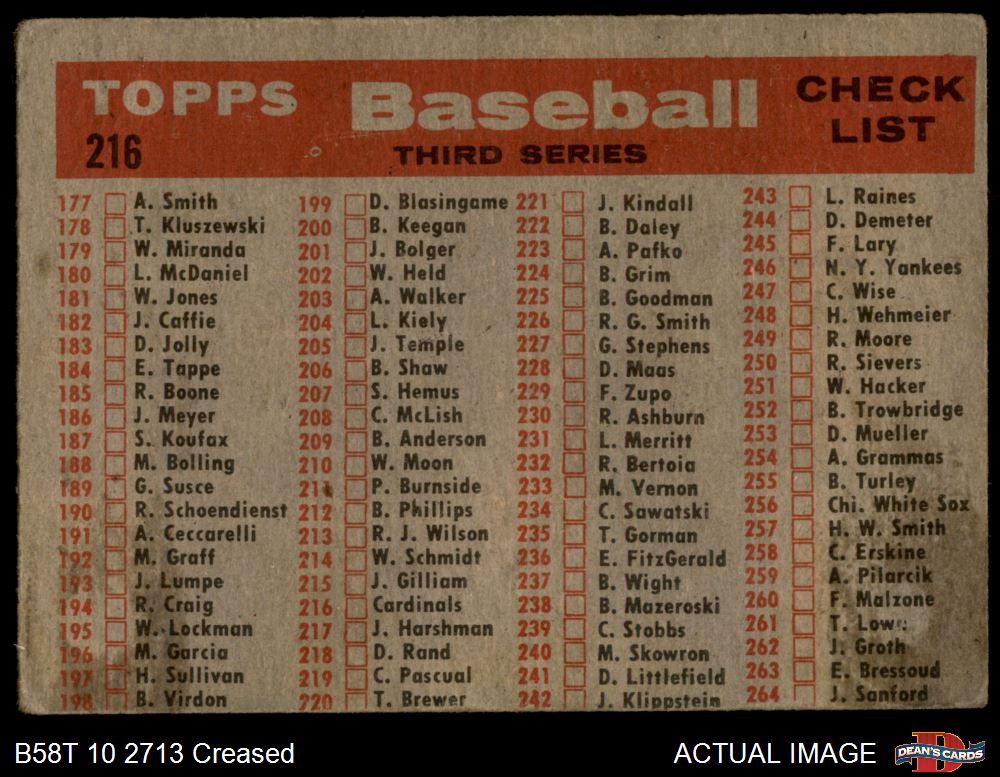 TOPPS Baseball CHECK LIST
216 THIRD SERIES
177 A. Smith
178 T. Kluszewski
179 W. Miranda
180 L. McDaniel
181 W. Jones
182 J. Caffie
183 D. Jolly
184 E. Tappe
185 R. Boone
186 J. Meyer
187 S. Koufax
188 M. Bolling
189 G. Susce
190 R. Schoendienst
191 A. Ceccarelli
192 M. Graff
193 J. Lumpe
194 R. Craig
195 W. Lockman
196 M. Garcia
197 H. Sullivan
198 B. Virdon
199 D. Blasingame
200 B. Keegan
201 J. Bolger
202 W. Held
203 A. Walker
204 L. Kiely
205 J. Temple
206 B. Shaw
207 S. Hemus
208 C. McLish
209 B. Anderson
210 W. Moon
211 P. Burnside
212 B. Phillips
213 R. J. Wilson
214 W. Schmidt
215 J. Gilliam
216 Cardinals
217 J. Harshman
218 D. Rand
219 C. Pascual
220 T. Brewer
221 J. Kindall
222 B. Daley
223 A. Pafko
224 B. Grim
225 B. Goodman
226 R. G. Smith
227 G. Stephens
228 D. Maas
229 F. Zupo
230 R. Ashburn
231 L. Merritt
232 R. Bertoia
233 M. Vernon
234 C. Sawatski
235 T. Gorman
236 E. FitzGerald
237 B. Wight
238 B. Mazeroski
239 C. Stobbs
240 M. Skowron
241 D. Littlefield
242 J. Klippstein
243 L. Raines
244 D. Demeter
245 F. Lary
246 N. Y. Yankees
247 C. Wise
248 H. Wehmeier
249 R. Moore
250 R. Sievers
251 W. Hacker
252 B. Trowbridge
253 D. Mueller
254 A. Grammas
255 B. Turley
256 Chi. White Sox
257 H. W. Smith
258 C. Erskine
259 A. Pilarcik
260 F. Malzone
261 T. Lown
262 J. Groth
263 E. Bressoud
264 J. Sanford
B58T 10 2713 Creased
ACTUAL IMAGE
D
DEAN'S CARDS